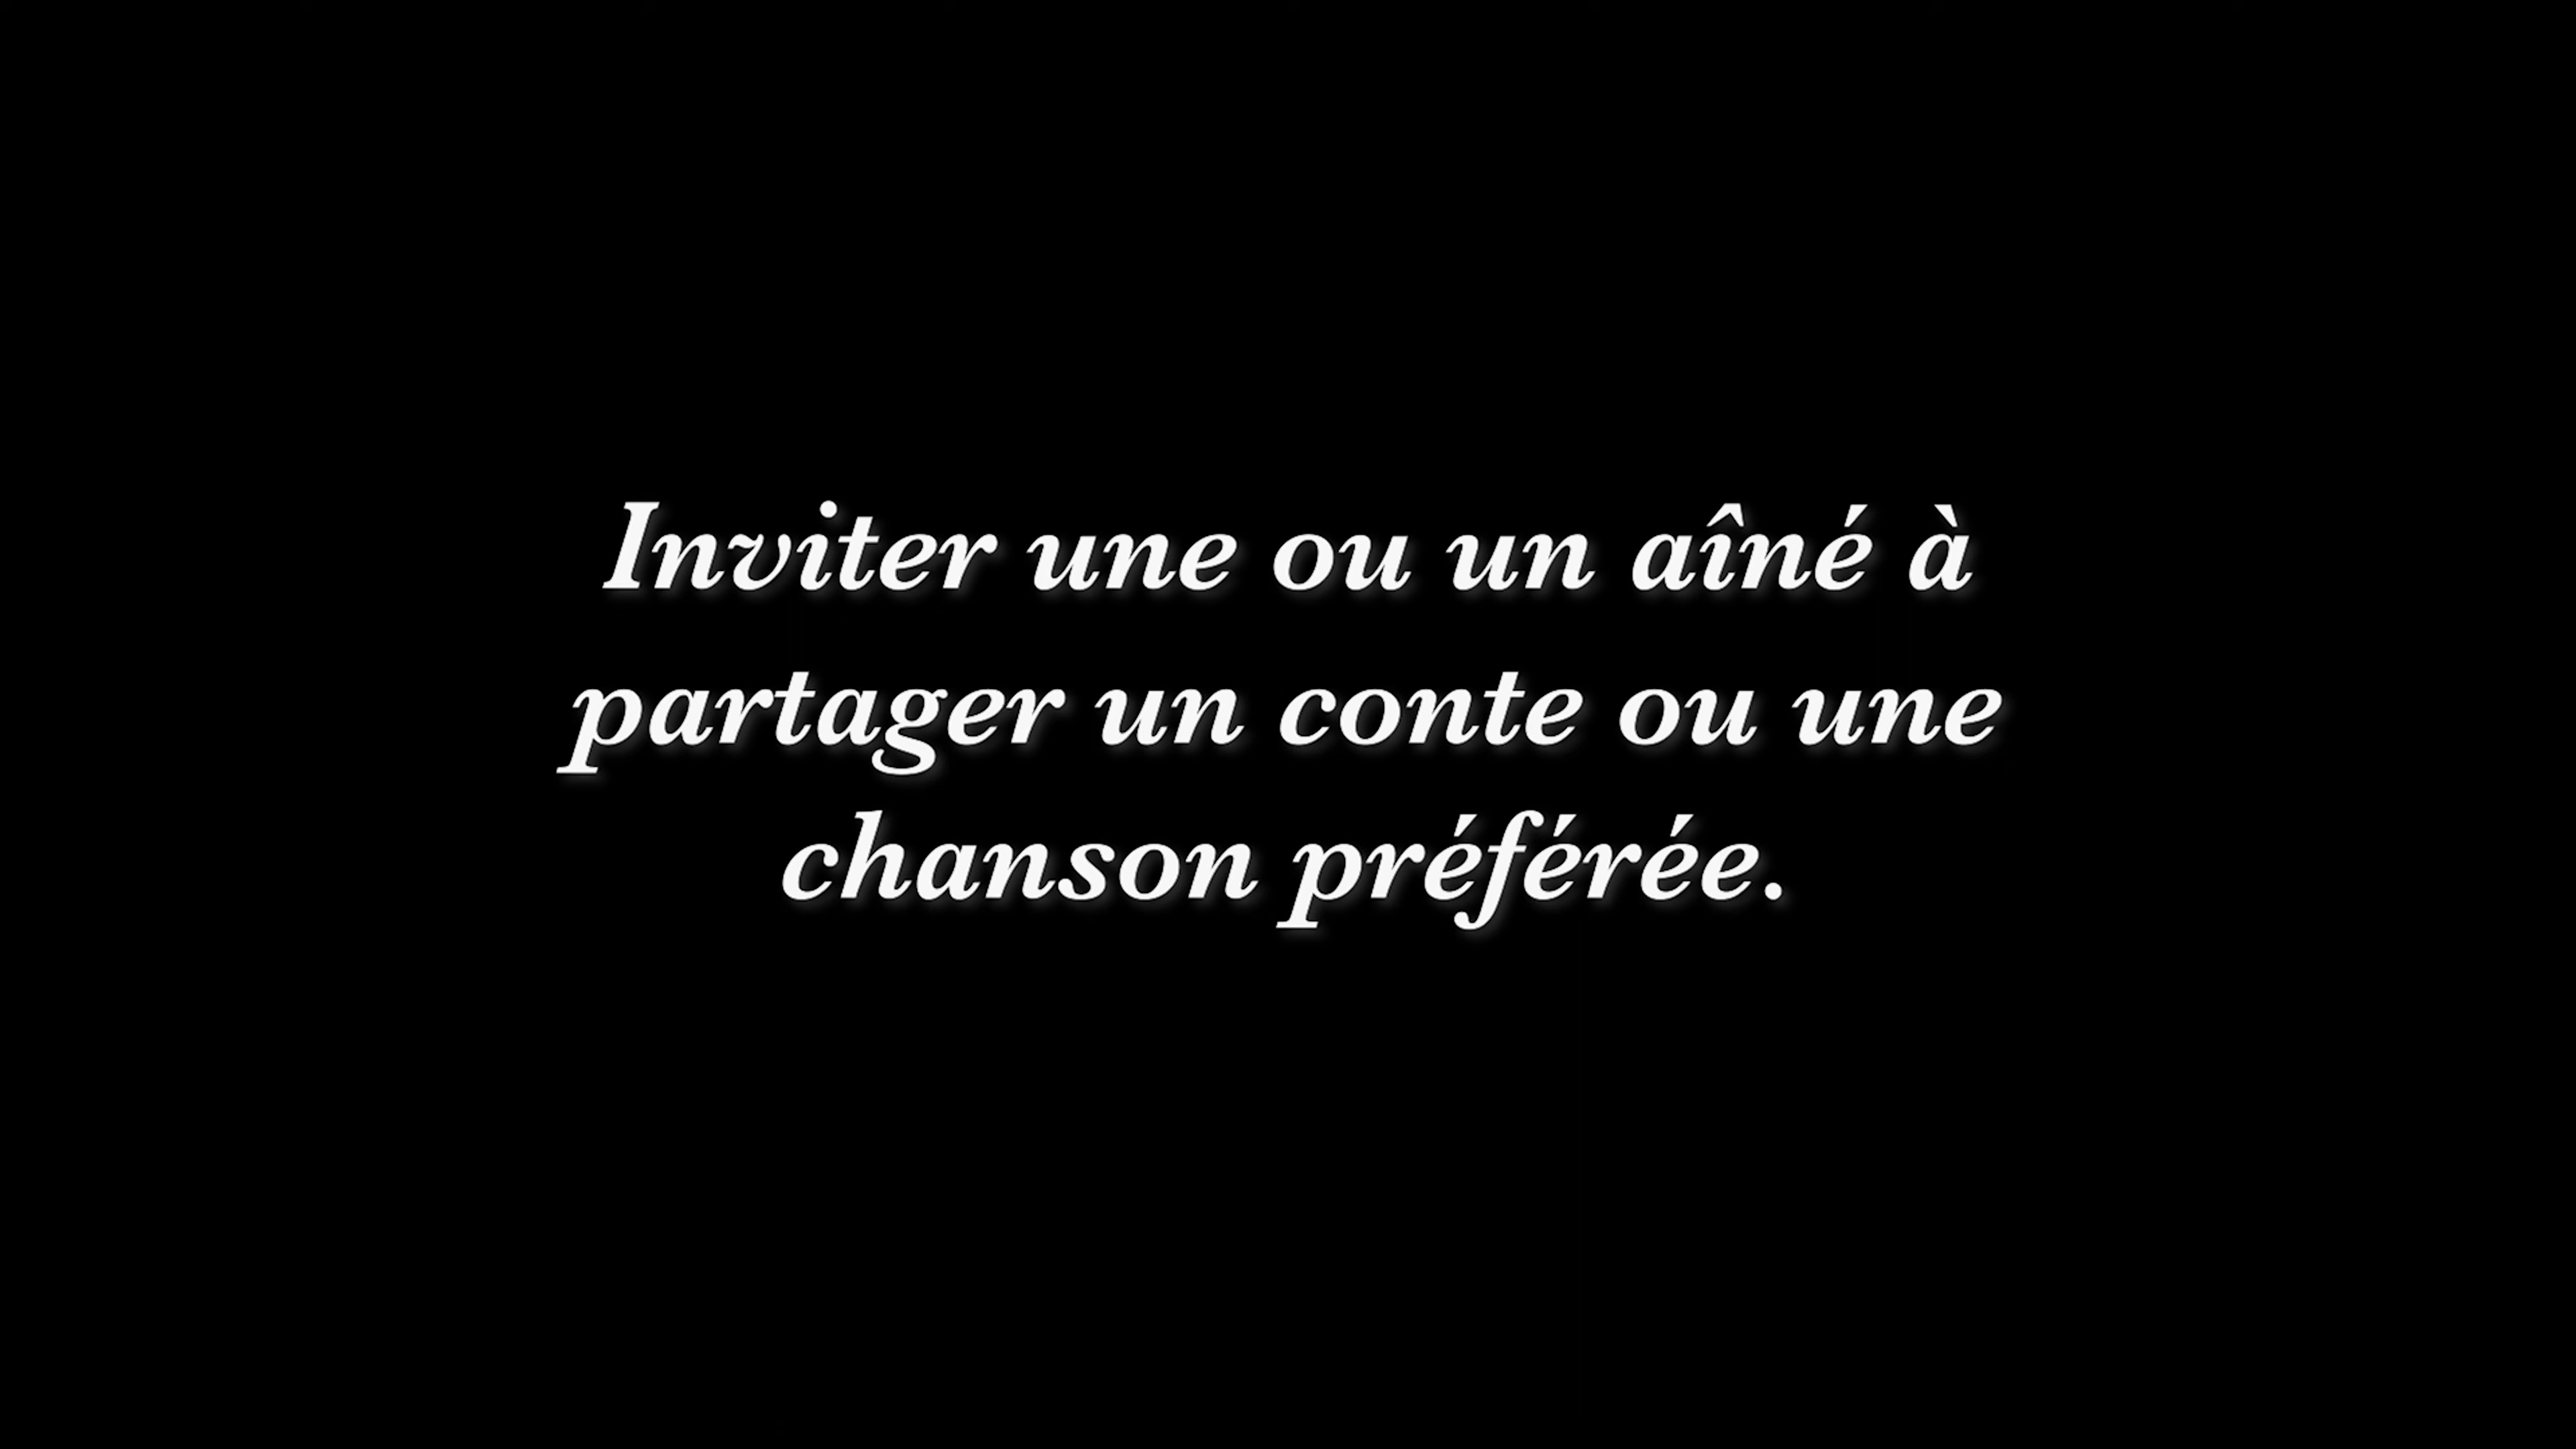 Inviter une ou un aîné à
partager un conte ou une
chanson préférée.